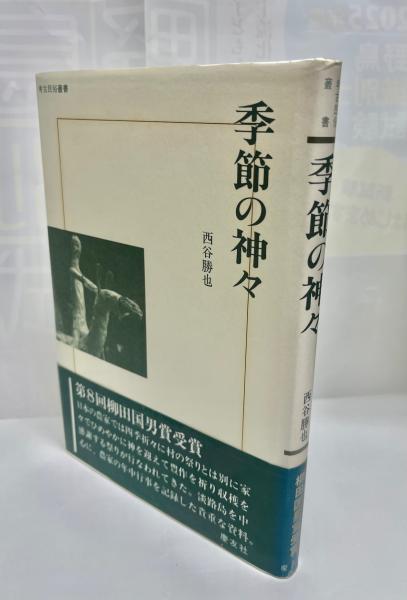 考古民俗叢書
季節の神々
西谷勝也
第8回柳田国男賞受賞
日本の農家では四季折々に村の祭りとは別に家
々でひめやかに神を迎えて豊作を祈り収穫を
感謝する祭りが行なわれてきた。淡路島を中
心に、農家の年中行事を記録した貴重な資料。
慶友社
叢書
季節の神々
西谷勝也